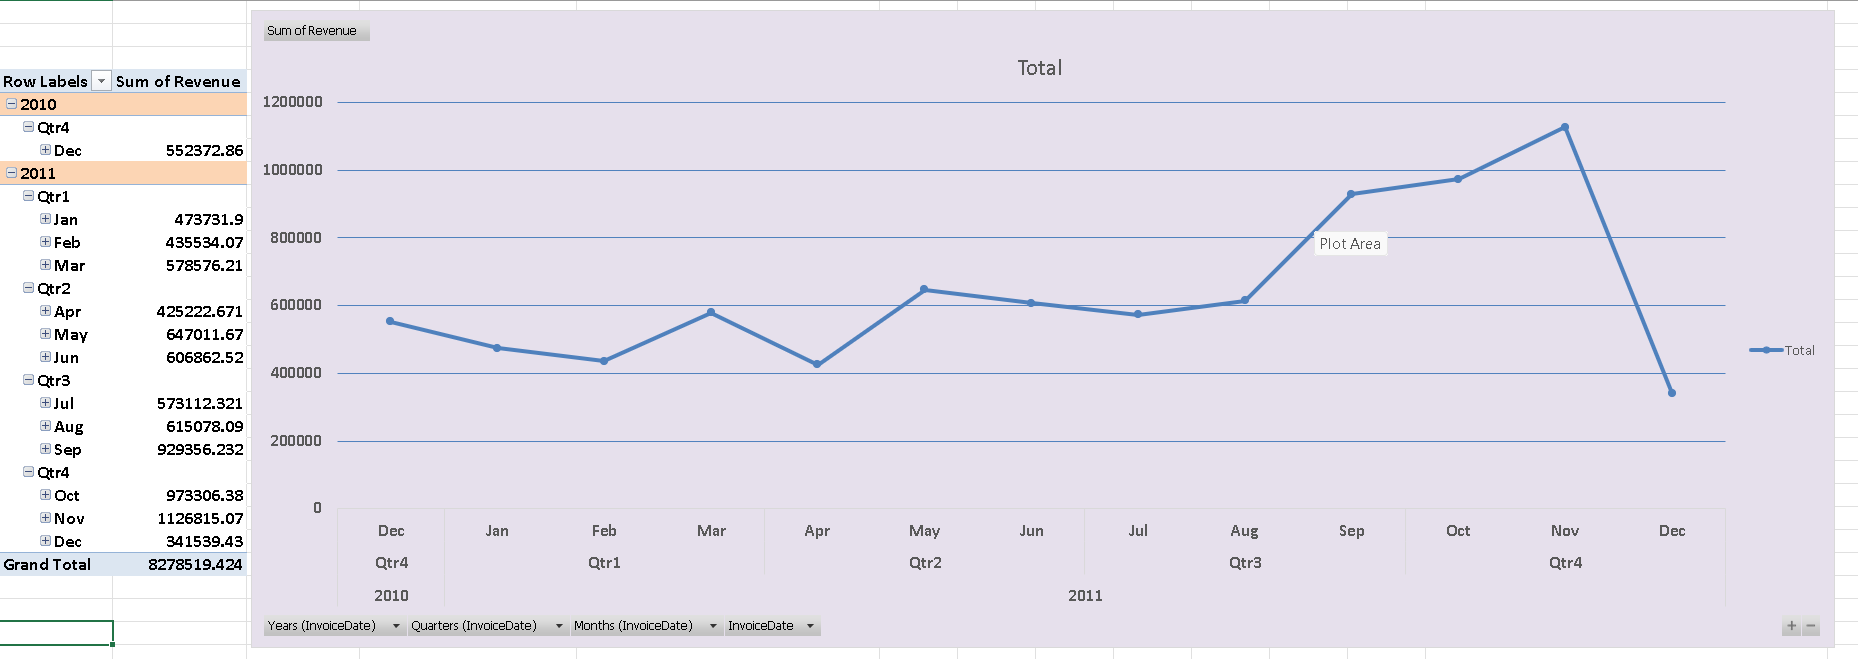 Row Labels Sum of Revenue
2010
Qtr4
Dec 552372.86
2011
Qtr1
Jan 473731.9
Feb 435534.07
Mar 578576.21
Qtr2
Apr 425222.671
May 647011.67
Jun 606862.52
Qtr3
Jul 573112.321
Aug 615078.09
Sep 929356.232
Qtr4
Oct 973306.38
Nov 1126815.07
Dec 341539.43
Grand Total 8278519.424
Sum of Revenue
Total
1200000
1000000
800000
600000
400000
200000
0
Plot Area
Total
Dec Jan Feb Mar Apr May Jun Jul Aug Sep Oct Nov Dec
Qtr4 Qtr1 Qtr2 Qtr3 Qtr4
2010 2011
Years (InvoiceDate) Quarters (InvoiceDate) Months (InvoiceDate) InvoiceDate